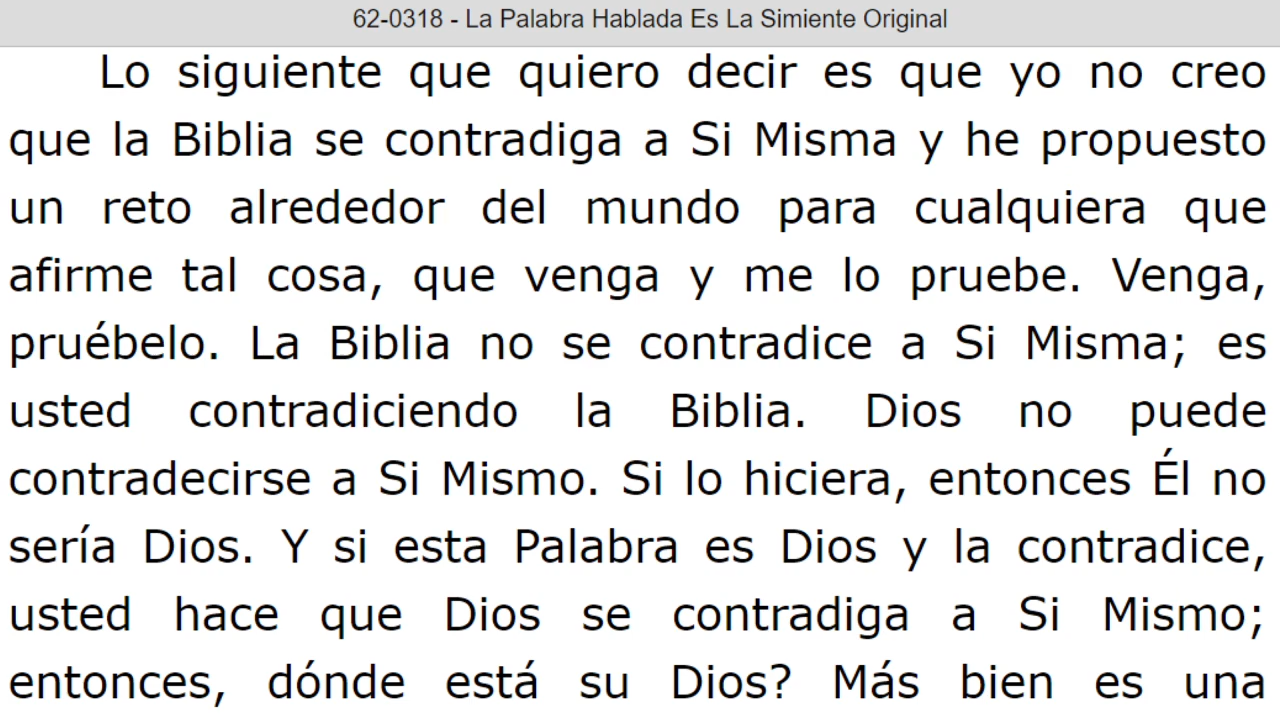 62-0318 - La Palabra Hablada Es La Simiente Original
Lo siguiente que quiero decir es que yo no creo
que la Biblia se contradiga a Si Misma y he propuesto
un reto alrededor del mundo para cualquiera que
afirme tal cosa, que venga y me lo pruebe. Venga,
pruébelo. La Biblia no se contradice a Si Misma; es
usted contradiciendo la Biblia. Dios no puede
contradecirse a Si Mismo. Si lo hiciera, entonces Él no
sería Dios. Y si esta Palabra es Dios y la contradice,
usted hace que Dios se contradiga a Si Mismo;
entonces, dónde está su Dios? Más bien es una